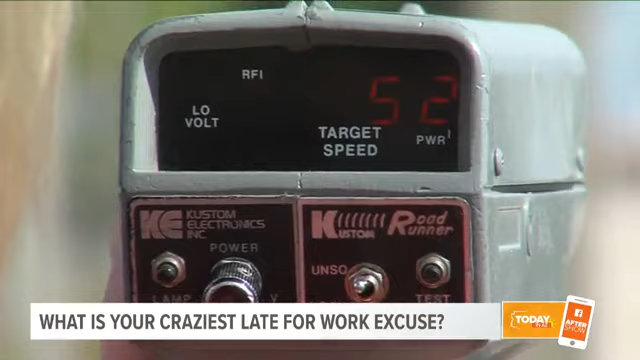 RFI
52
LO
VOLT
TARGET
SPEED
PWR
KE KUSTOM
ELECTRONICS
INC
KUSTOM Road
Runner
POWER
UNSQ
LAMP
V
TEST
WHAT IS YOUR CRAZIEST LATE FOR WORK EXCUSE?
TODAY
AFTER
SHOW